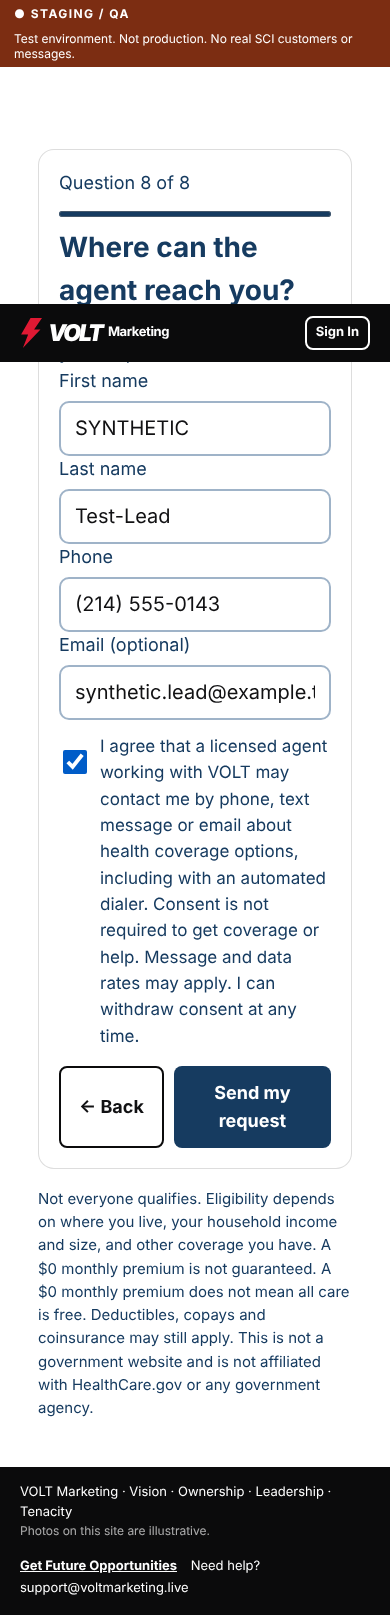 ● STAGING / QA
Test environment. Not production. No real SCI customers or
messages.
Question 8 of 8
Where can the
agent reach you?
VOLT Marketing
Sign In
First name
SYNTHETIC
Last name
Test-Lead
Phone
(214) 555-0143
Email (optional)
synthetic.lead@example.t
I agree that a licensed agent
working with VOLT may
contact me by phone, text
message or email about
health coverage options,
including with an automated
dialer. Consent is not
required to get coverage or
help. Message and data
rates may apply. I can
withdraw consent at any
time.
← Back
Send my
request
Not everyone qualifies. Eligibility depends
on where you live, your household income
and size, and other coverage you have. A
$0 monthly premium is not guaranteed. A
$0 monthly premium does not mean all care
is free. Deductibles, copays and
coinsurance may still apply. This is not a
government website and is not affiliated
with HealthCare.gov or any government
agency.
VOLT Marketing · Vision · Ownership · Leadership ·
Tenacity
Photos on this site are illustrative.
Get Future Opportunities Need help?
support@voltmarketing.live